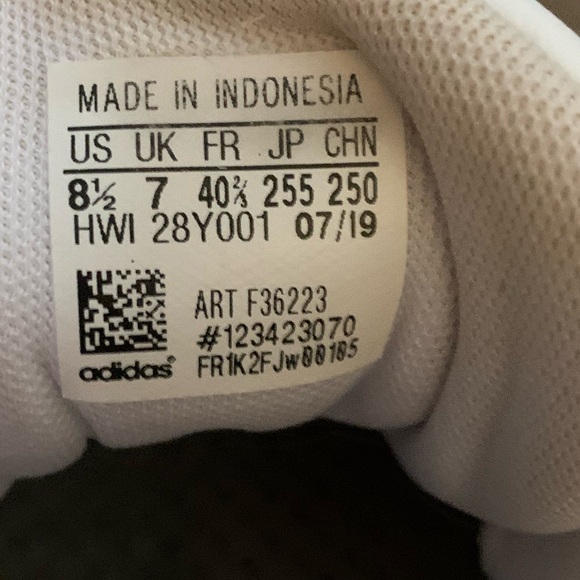 MADE IN INDONESIA
US UK FR JP CHN
8½ 7 40⅔ 255 250
HWI 28Y001 07/19
ART F36223
#123423070
FR1K2FJw00185
adidas®